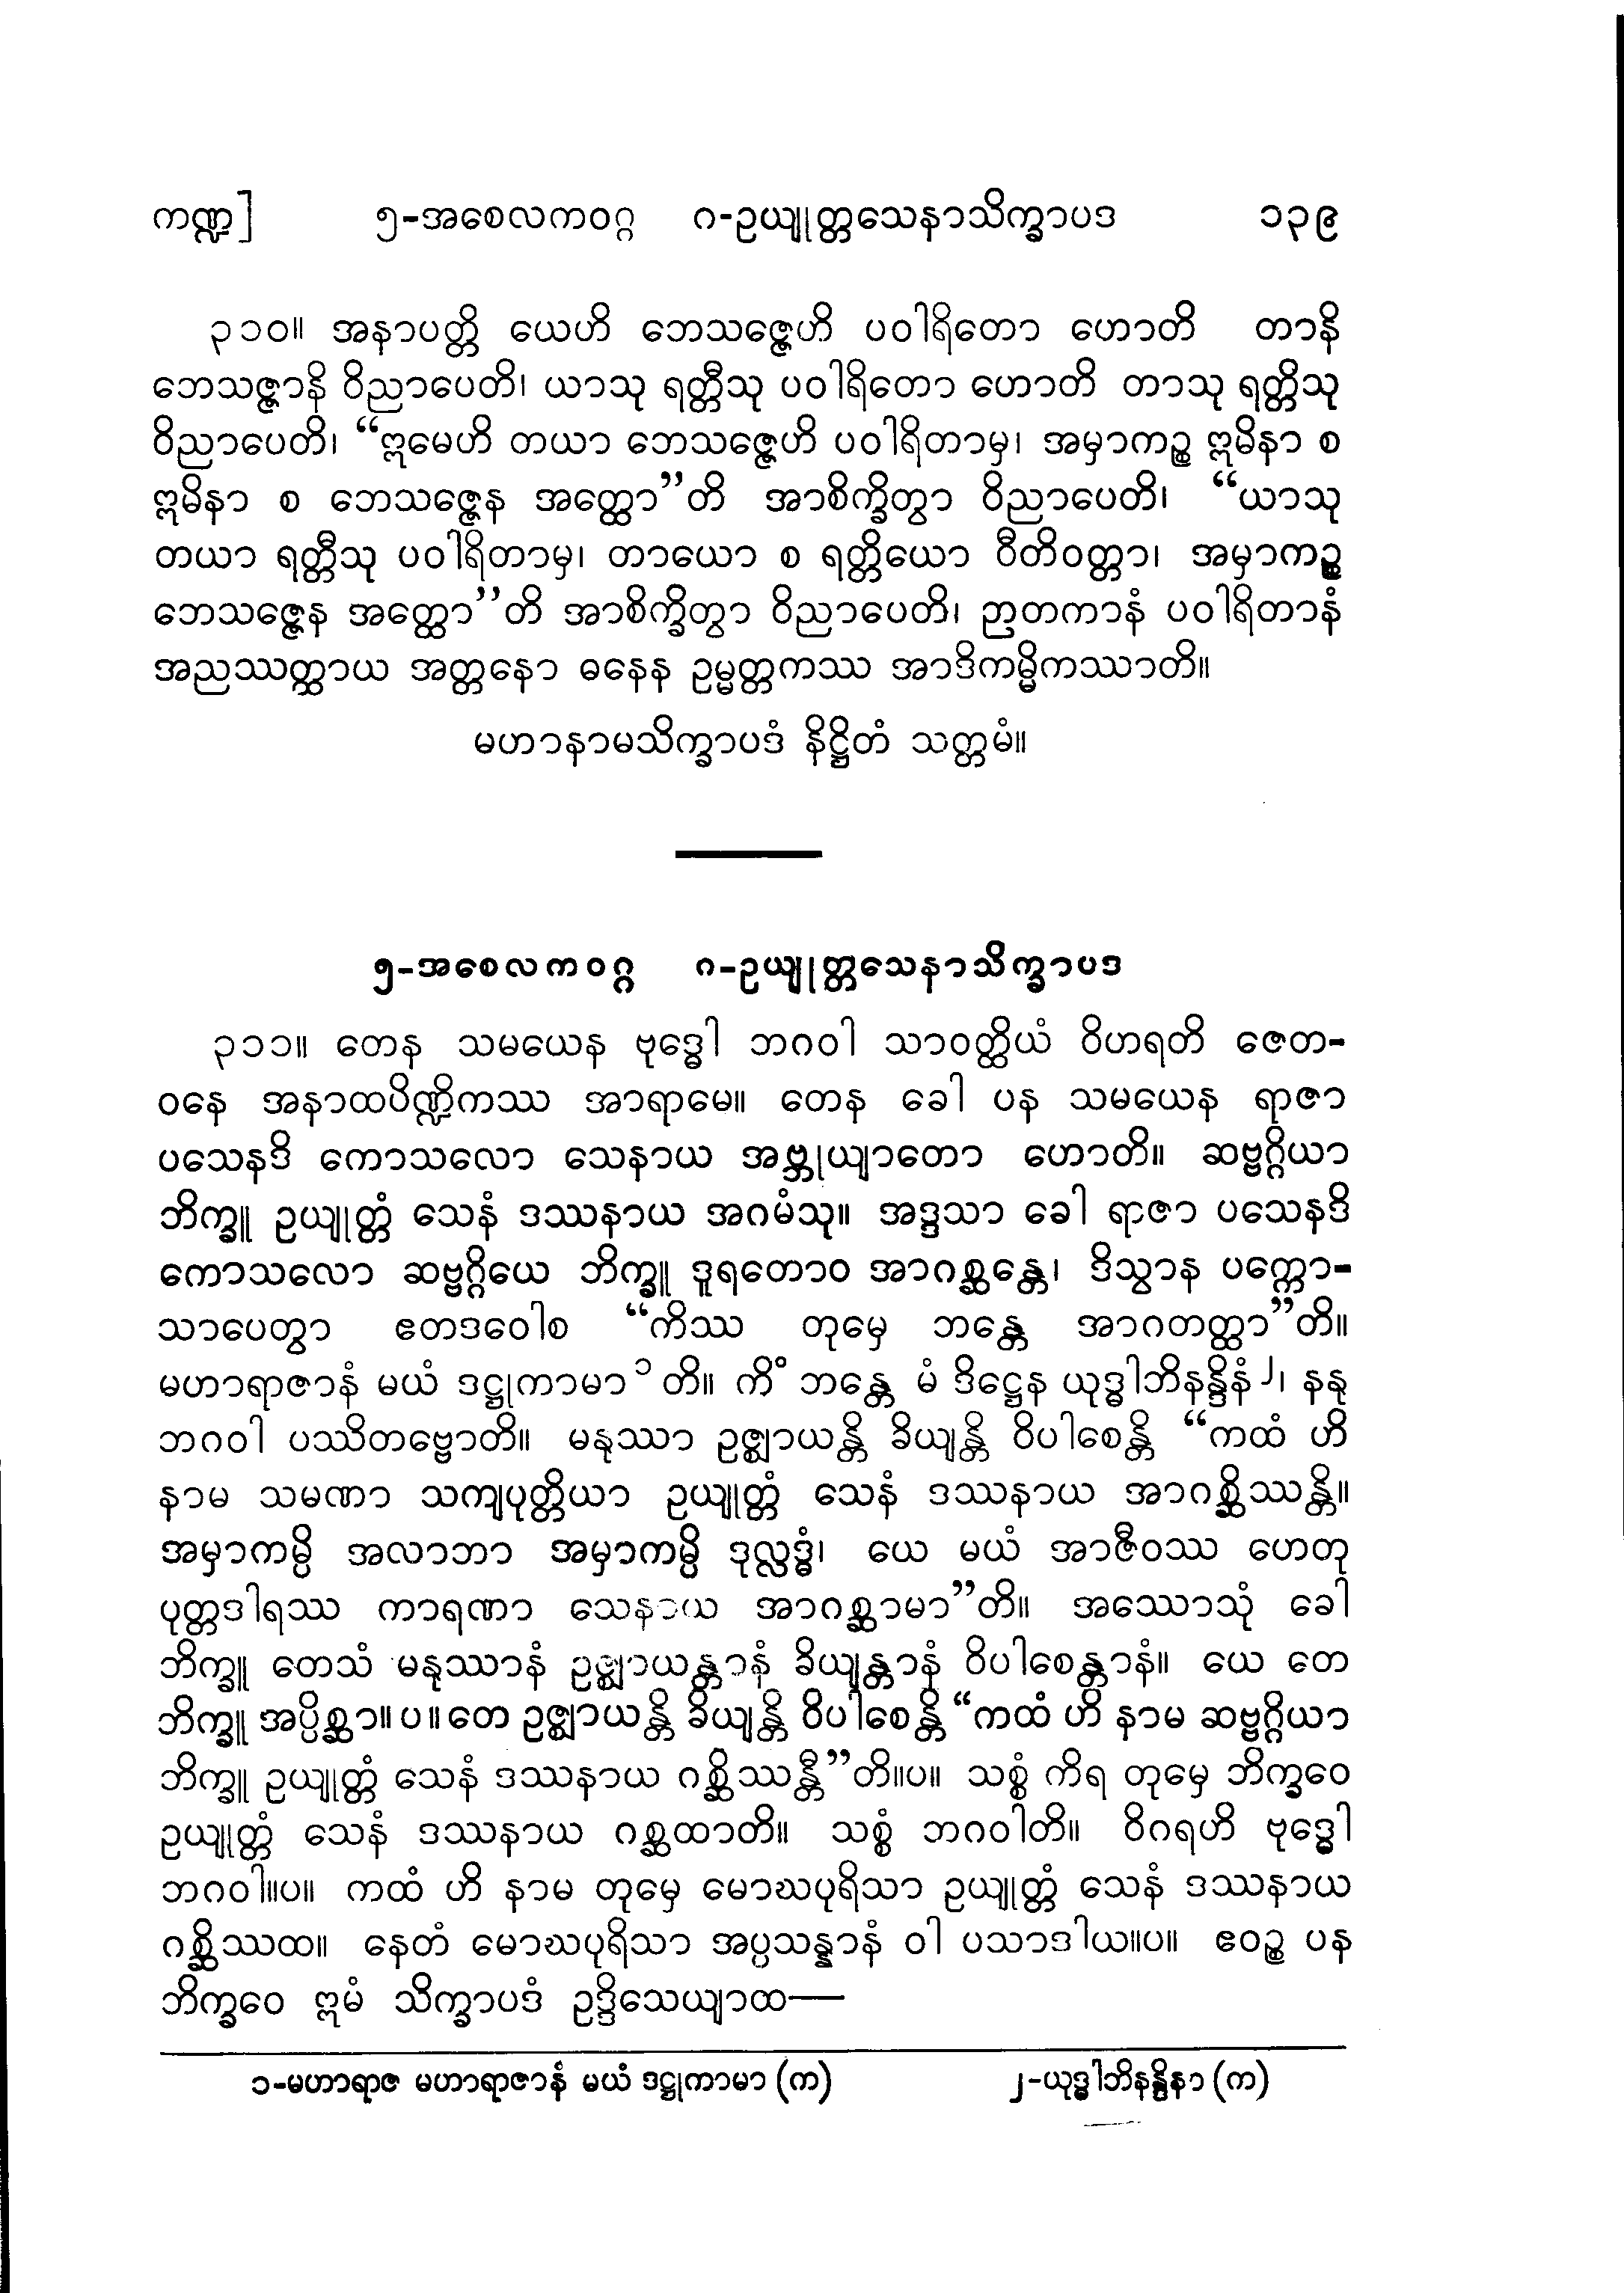 ကဏ္ဍ] ၅-အစေလကဝဂ္ဂ ၈-ဥယျုတ္တသေနာသိက္ခာပဒ ၁၃၉
၃၁၀။ အနာပတ္တိ ယေဟိ ဘေသဇ္ဇေဟိ ပဝါရိတော ဟောတိ တာနိ
ဘေသဇ္ဇာနိ ဝိညာပေတိ၊ ယာသု ရတ္တီသု ပဝါရိတော ဟောတိ တာသု ရတ္တီသု
ဝိညာပေတိ၊ “ဣမေဟိ တယာ ဘေသဇ္ဇေဟိ ပဝါရိတာမှ၊ အမှာကဉ္စ ဣမိနာ စ
ဣမိနာ စ ဘေသဇ္ဇေန အတ္ထော”တိ အာစိက္ခိတွာ ဝိညာပေတိ၊ “ယာသု
တယာ ရတ္တီသု ပဝါရိတာမှ၊ တာယော စ ရတ္တိယော ဝီတိဝတ္တာ၊ အမှာကဉ္စ
ဘေသဇ္ဇေန အတ္ထော”တိ အာစိက္ခိတွာ ဝိညာပေတိ၊ ဉာတကာနံ ပဝါရိတာနံ
အညဿတ္ထာယ အတ္တနော ဓနေန ဥမ္မတ္တကဿ အာဒိကမ္မိကဿာတိ။
မဟာနာမသိက္ခာပဒံ နိဋ္ဌိတံ သတ္တမံ။
၅-အစေလကဝဂ္ဂ ၈-ဥယျုတ္တသေနာသိက္ခာပဒ
၃၁၁။ တေန သမယေန ဗုဒ္ဓေါ ဘဂဝါ သာဝတ္ထိယံ ဝိဟရတိ ဇေတ-
ဝနေ အနာထပိဏ္ဍိကဿ အာရာမေ။ တေန ခေါ ပန သမယေန ရာဇာ
ပသေနဒိ ကောသလော သေနာယ အဗ္ဘုယျာတော ဟောတိ။ ဆဗ္ဗဂ္ဂိယာ
ဘိက္ခူ ဥယျုတ္တံ သေနံ ဒဿနာယ အဂမံသု။ အဒ္ဒသာ ခေါ ရာဇာ ပသေနဒိ
ကောသလော ဆဗ္ဗဂ္ဂိယေ ဘိက္ခူ ဒူရတောဝ အာဂစ္ဆန္တေ၊ ဒိသွာန ပက္ကော-
သာပေတွာ ဧတဒဝေါစ “ကိဿ တုမှေ ဘန္တေ အာဂတတ္ထာ”တိ။
မဟာရာဇာနံ မယံ ဒဋ္ဌုကာမာ ၁ တိ။ ကိံ ဘန္တေ မံ ဒိဋ္ဌေန ယုဒ္ဓါဘိနန္ဒိနံ ၂၊ နနု
ဘဂဝါ ပဿိတဗ္ဗောတိ။ မနုဿာ ဥဇ္ဈာယန္တိ ခိယျန္တိ ဝိပါစေန္တိ “ကထံ ဟိ
နာမ သမဏာ သကျပုတ္တိယာ ဥယျုတ္တံ သေနံ ဒဿနာယ အာဂစ္ဆိဿန္တိ။
အမှာကမ္ပိ အလာဘာ အမှာကမ္ပိ ဒုလ္လဒ္ဓံ၊ ယေ မယံ အာဇီဝဿ ဟေတု
ပုတ္တဒါရဿ ကာရဏာ သေနာယ အာဂစ္ဆာမာ”တိ။ အဿောသုံ ခေါ
ဘိက္ခူ တေသံ မနုဿာနံ ဥဇ္ဈာယန္တာနံ ခိယျန္တာနံ ဝိပါစေန္တာနံ။ ယေ တေ
ဘိက္ခူ အပ္ပိစ္ဆာ။ပ။တေ ဥဇ္ဈာယန္တိ ခိယျန္တိ ဝိပါစေန္တိ “ကထံ ဟိ နာမ ဆဗ္ဗဂ္ဂိယာ
ဘိက္ခူ ဥယျုတ္တံ သေနံ ဒဿနာယ ဂစ္ဆိဿန္တီ”တိ။ပ။ သစ္စံ ကိရ တုမှေ ဘိက္ခဝေ
ဥယျုတ္တံ သေနံ ဒဿနာယ ဂစ္ဆထာတိ။ သစ္စံ ဘဂဝါတိ။ ဝိဂရဟိ ဗုဒ္ဓေါ
ဘဂဝါ။ပ။ ကထံ ဟိ နာမ တုမှေ မောဃပုရိသာ ဥယျုတ္တံ သေနံ ဒဿနာယ
ဂစ္ဆိဿထ။ နေတံ မောဃပုရိသာ အပ္ပသန္နာနံ ဝါ ပသာဒါယ။ပ။ ဧဝဉ္စ ပန
ဘိက္ခဝေ ဣမံ သိက္ခာပဒံ ဥဒ္ဒိသေယျာထ—
၁-မဟာရာဇ မဟာရာဇာနံ မယံ ဒဋ္ဌုကာမာ (က) ၂-ယုဒ္ဓါဘိနန္ဒိနာ (က)